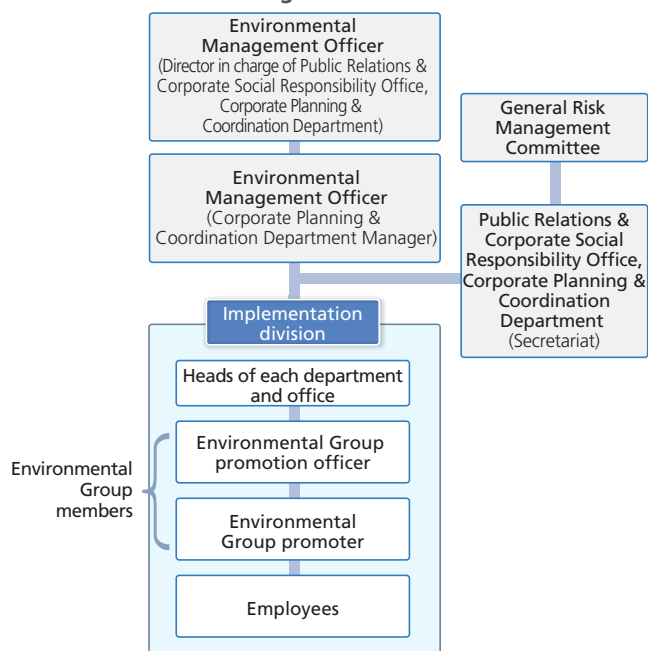 Environmental
Management Officer
(Director in charge of Public Relations &
Corporate Social Responsibility Office,
Corporate Planning &
Coordination Department)
Environmental
Management Officer
(Corporate Planning &
Coordination Department Manager)
General Risk
Management
Committee
Public Relations &
Corporate Social
Responsibility Office,
Corporate Planning &
Coordination
Department
(Secretariat)
Implementation
division
Heads of each department
and office
Environmental Group
promotion officer
Environmental
Group
members
Environmental
Group promoter
Employees